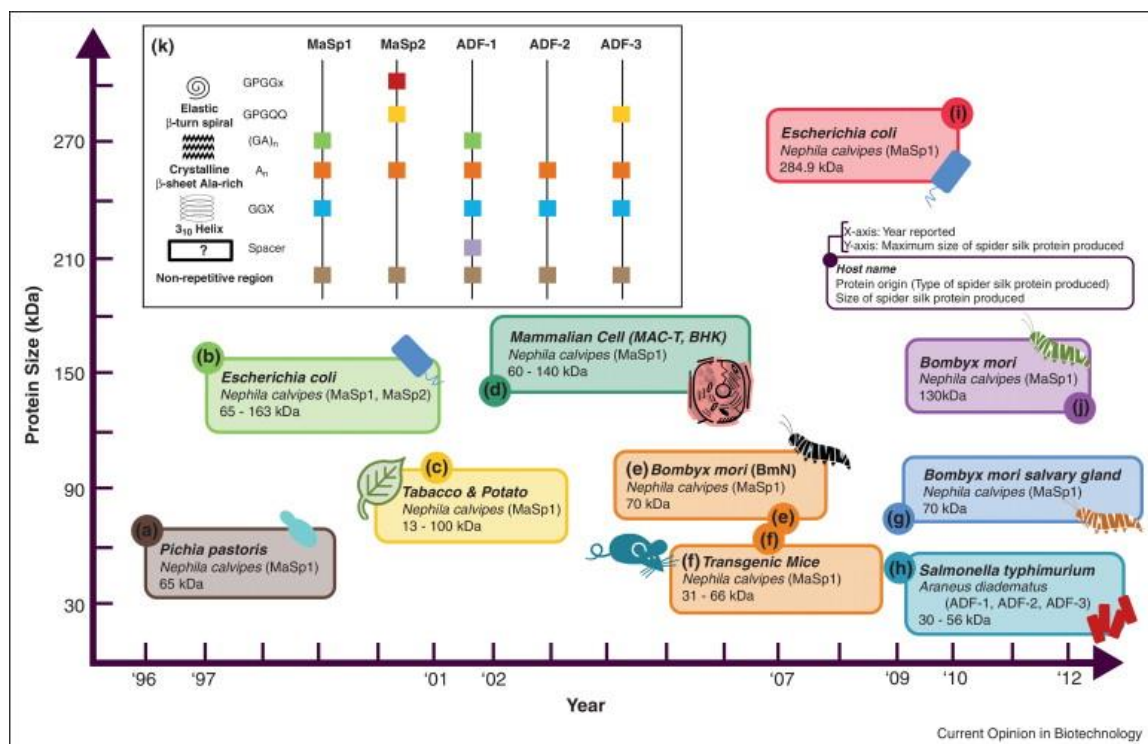 (k)
MaSp1 MaSp2 ADF-1 ADF-2 ADF-3
GPGGx
Elastic
β-turn spiral
GPGQQ
(GA)n
Crystalline
β-sheet Ala-rich
An
GGX
3₁₀ Helix
?
Spacer
Non-repetitive region
(i)
Escherichia coli
Nephila calvipes (MaSp1)
284.9 kDa
X-axis: Year reported
Y-axis: Maximum size of spider silk protein produced
Host name
Protein origin (Type of spider silk protein produced)
Size of spider silk protein produced
(b)
Escherichia coli
Nephila calvipes (MaSp1, MaSp2)
65 - 163 kDa
Mammalian Cell (MAC-T, BHK)
Nephila calvipes (MaSp1)
(d)
60 - 140 kDa
Bombyx mori
Nephila calvipes (MaSp1)
130kDa
(j)
(c)
Tabacco & Potato
Nephila calvipes (MaSp1)
13 - 100 kDa
(e) Bombyx mori (BmN)
Nephila calvipes (MaSp1)
70 kDa
(e)
Bombyx mori salvary gland
Nephila calvipes (MaSp1)
70 kDa
(g)
(a)
Pichia pastoris
Nephila calvipes (MaSp1)
65 kDa
(f)
(f) Transgenic Mice
Nephila calvipes (MaSp1)
31 - 66 kDa
(h)
Salmonella typhimurium
Araneus diadematus
(ADF-1, ADF-2, ADF-3)
30 - 56 kDa
Protein Size (kDa)
270
210
150
90
30
'96 '97 '01 '02 '07 '09 '10 '12
Year
Current Opinion in Biotechnology